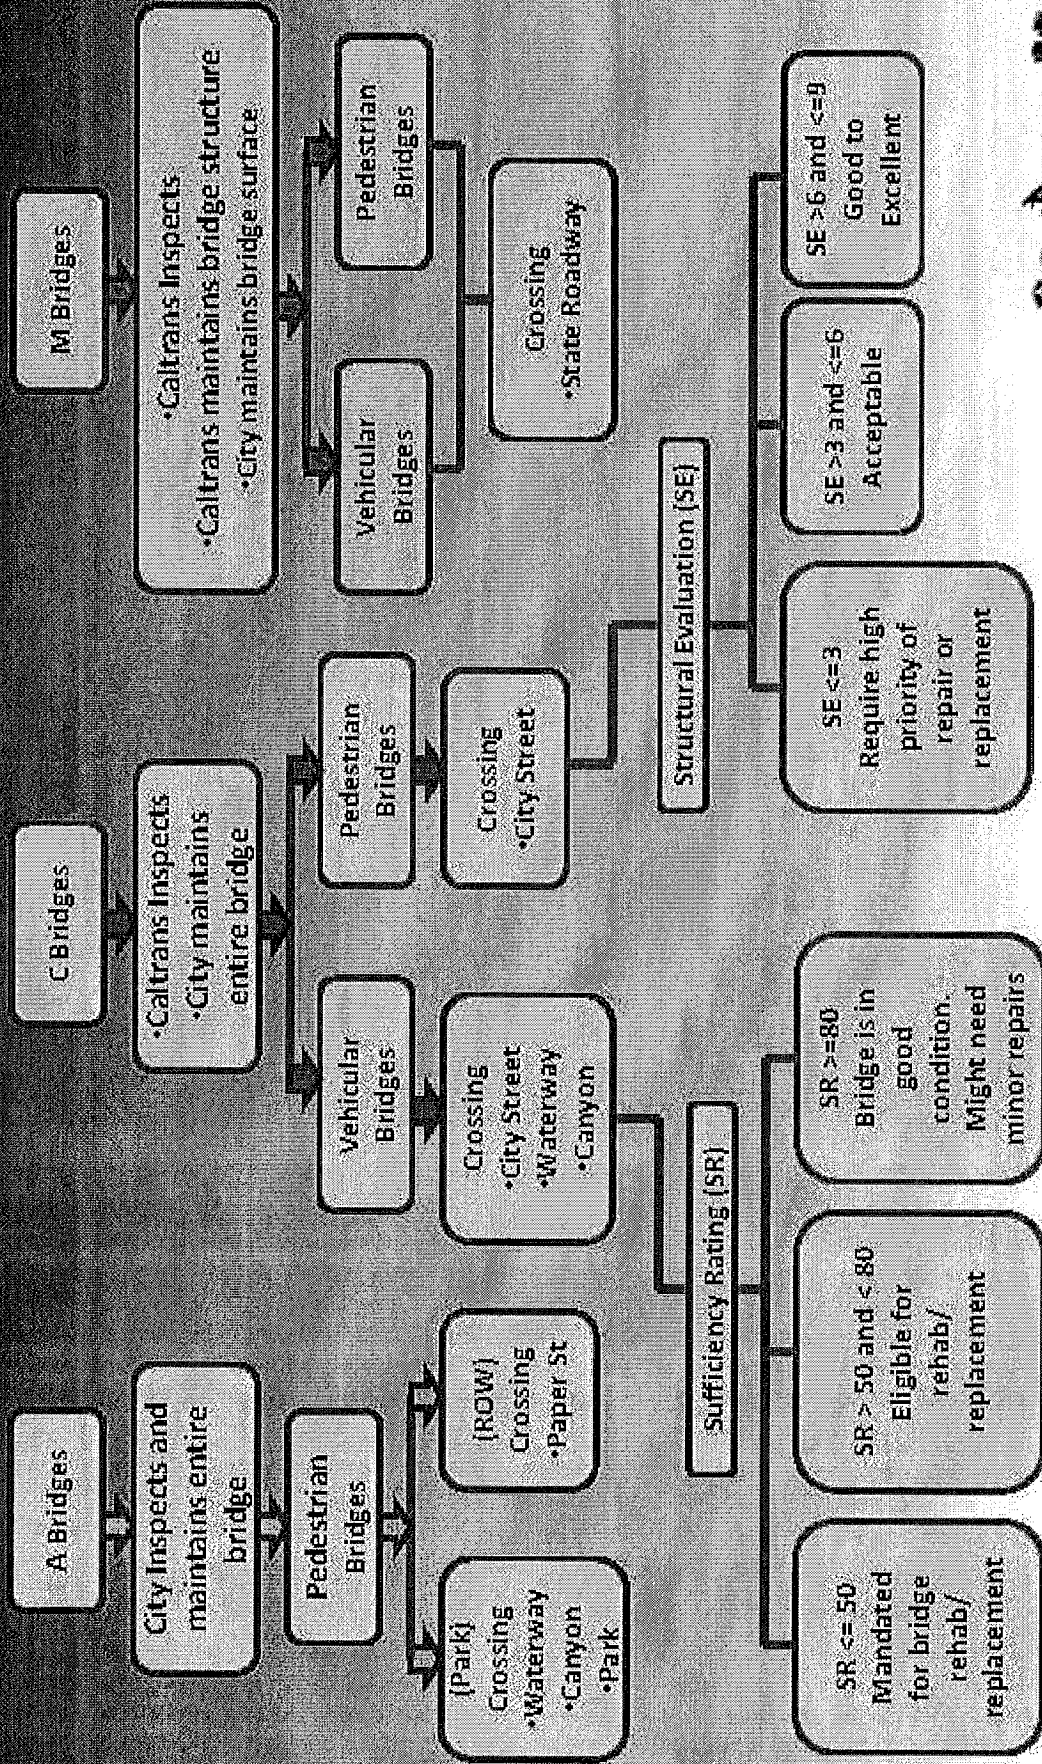 A Bridges
City Inspects and
maintains entire
bridge
Pedestrian
Bridges
(Park)
Crossing
•Waterway
•Canyon
•Park
(ROW)
Crossing
•Paper St
C Bridges
•Caltrans Inspects
•City maintains
entire bridge
Vehicular
Bridges
Crossing
•City Street
•Waterway
•Canyon
Pedestrian
Bridges
Crossing
•City Street
Sufficiency Rating (SR)
SR <= 50
Mandated
for bridge
rehab/
replacement
SR > 50 and < 80
Eligible for
rehab/
replacement
SR >=80
Bridge is in
good
condition.
Might need
minor repairs
Structural Evaluation (SE)
SE <=3
Require high
priority of
repair or
replacement
SE >3 and <=6
Acceptable
SE >6 and <=9
Good to
Excellent
M Bridges
•Caltrans Inspects
•Caltrans maintains bridge structure
•City maintains bridge surface
Vehicular
Bridges
Pedestrian
Bridges
Crossing
•State Roadway